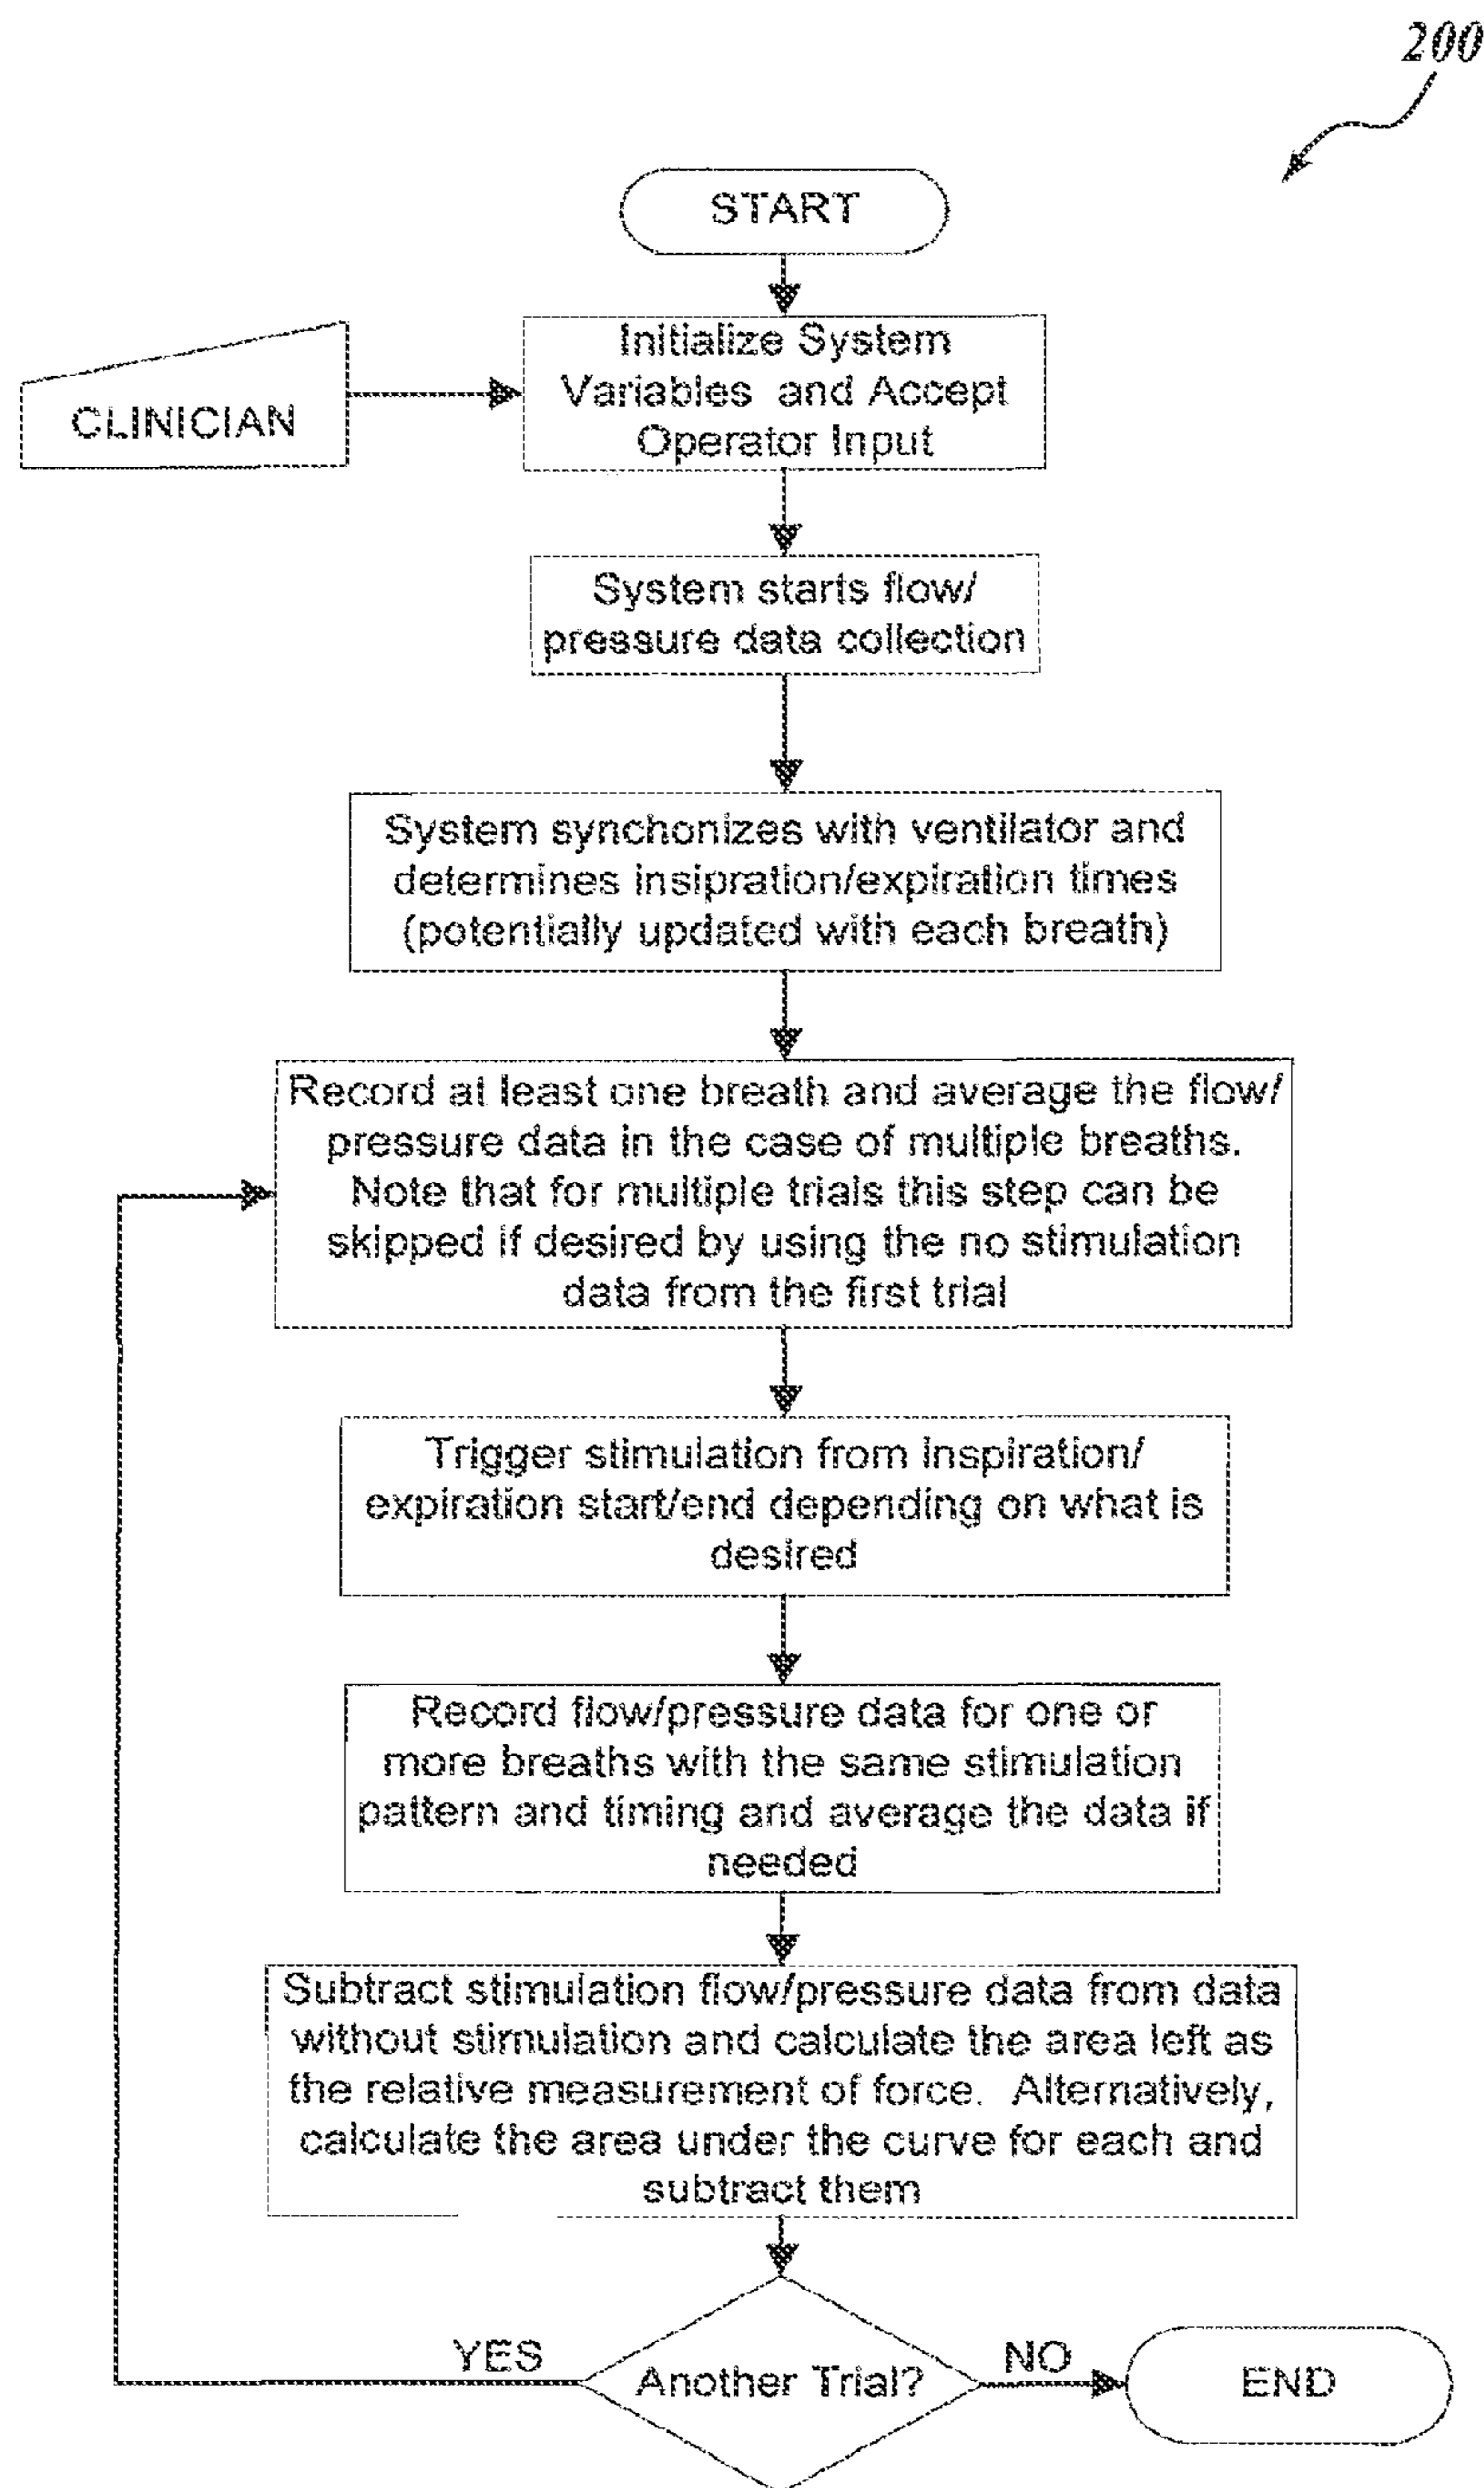 200
START
Initialize System
Variables and Accept
Operator Input
CLINICIAN
System starts flow/
pressure data collection
System synchonizes with ventilator and
determines insipration/expiration times
(potentially updated with each breath)
Record at least one breath and average the flow/
pressure data in the case of multiple breaths.
Note that for multiple trials this step can be
skipped if desired by using the no stimulation
data from the first trial
Trigger stimulation from inspiration/
expiration start/end depending on what is
desired
Record flow/pressure data for one or
more breaths with the same stimulation
pattern and timing and average the data if
needed
Subtract stimulation flow/pressure data from data
without stimulation and calculate the area left as
the relative measurement of force. Alternatively,
calculate the area under the curve for each and
subtract them
YES
Another Trial?
NO
END